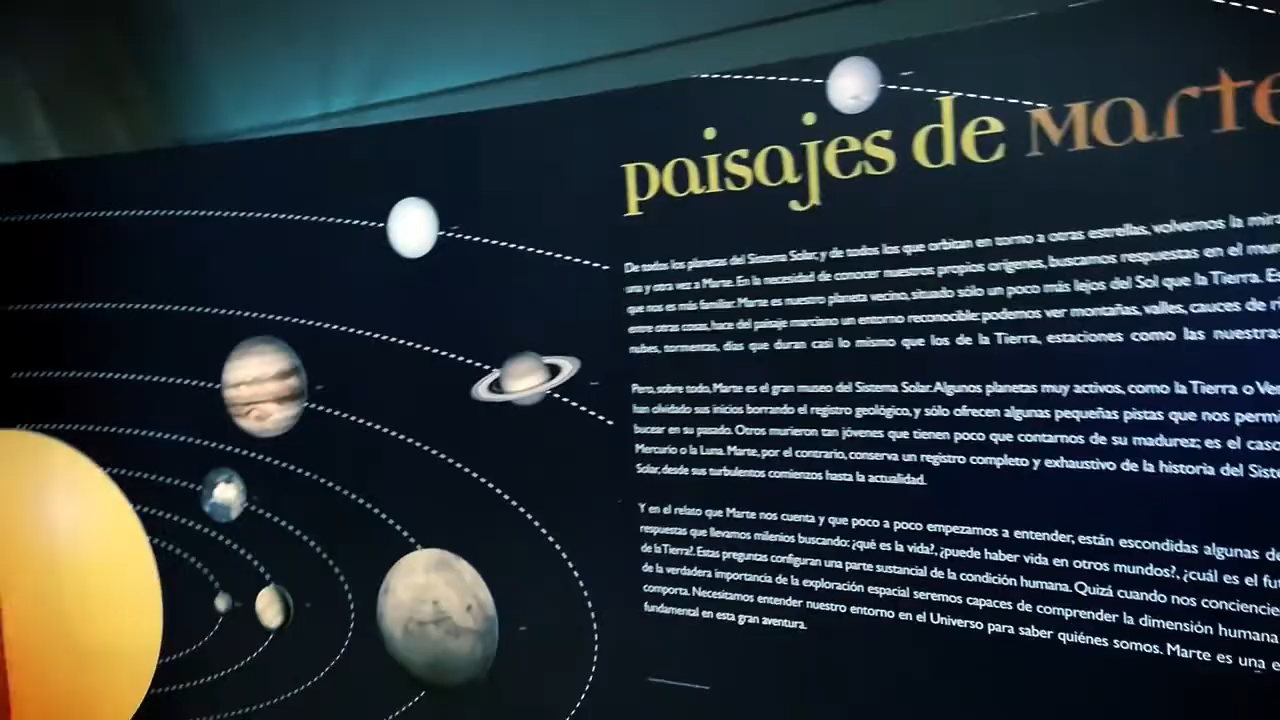 paisajes de Marte
De todos los planetas del Sistema Solar, y de todos los que orbitan en torno a otras estrellas, volvemos la
una y otra vez a Marte. En la necesidad de conocer nuestros propios orígenes, buscamos respuestas en el
que nos es más familiar. Marte es nuestro planeta vecino, siendo sólo un poco más lejos del Sol que la Tierra.
entre otras cosas, hace del paisaje marciano un entorno reconocible: podemos ver montañas, valles, cauces de
nubes, tormentas, días que duran casi lo mismo que los de la Tierra, estaciones como las nuestras
Pero, sobre todo, Marte es el gran museo del Sistema Solar. Algunos planetas muy activos, como la Tierra o
han olvidado sus inicios borrando el registro geológico, y sólo ofrecen algunas pequeñas pistas que nos
bucear en su pasado. Otros murieron tan jóvenes que tienen poco que contarnos de su madurez; es el caso
Mercurio o la Luna. Marte, por el contrario, conserva un registro completo y exhaustivo de la historia del
Solar, desde sus turbulentos comienzos hasta la actualidad.
Y en el relato que Marte nos cuenta y que poco a poco empezamos a entender, están escondidas algunas
respuestas que llevamos milenios buscando: ¿qué es la vida?, ¿puede haber vida en otros mundos?, ¿cuál es el
de la Tierra?. Estas preguntas configuran una parte sustancial de la condición humana. Quizá cuando nos
de la verdadera importancia de la exploración espacial seremos capaces de comprender la dimensión humana
comporta. Necesitamos entender nuestro entorno en el Universo para saber quiénes somos. Marte es una
fundamental en esta gran aventura.